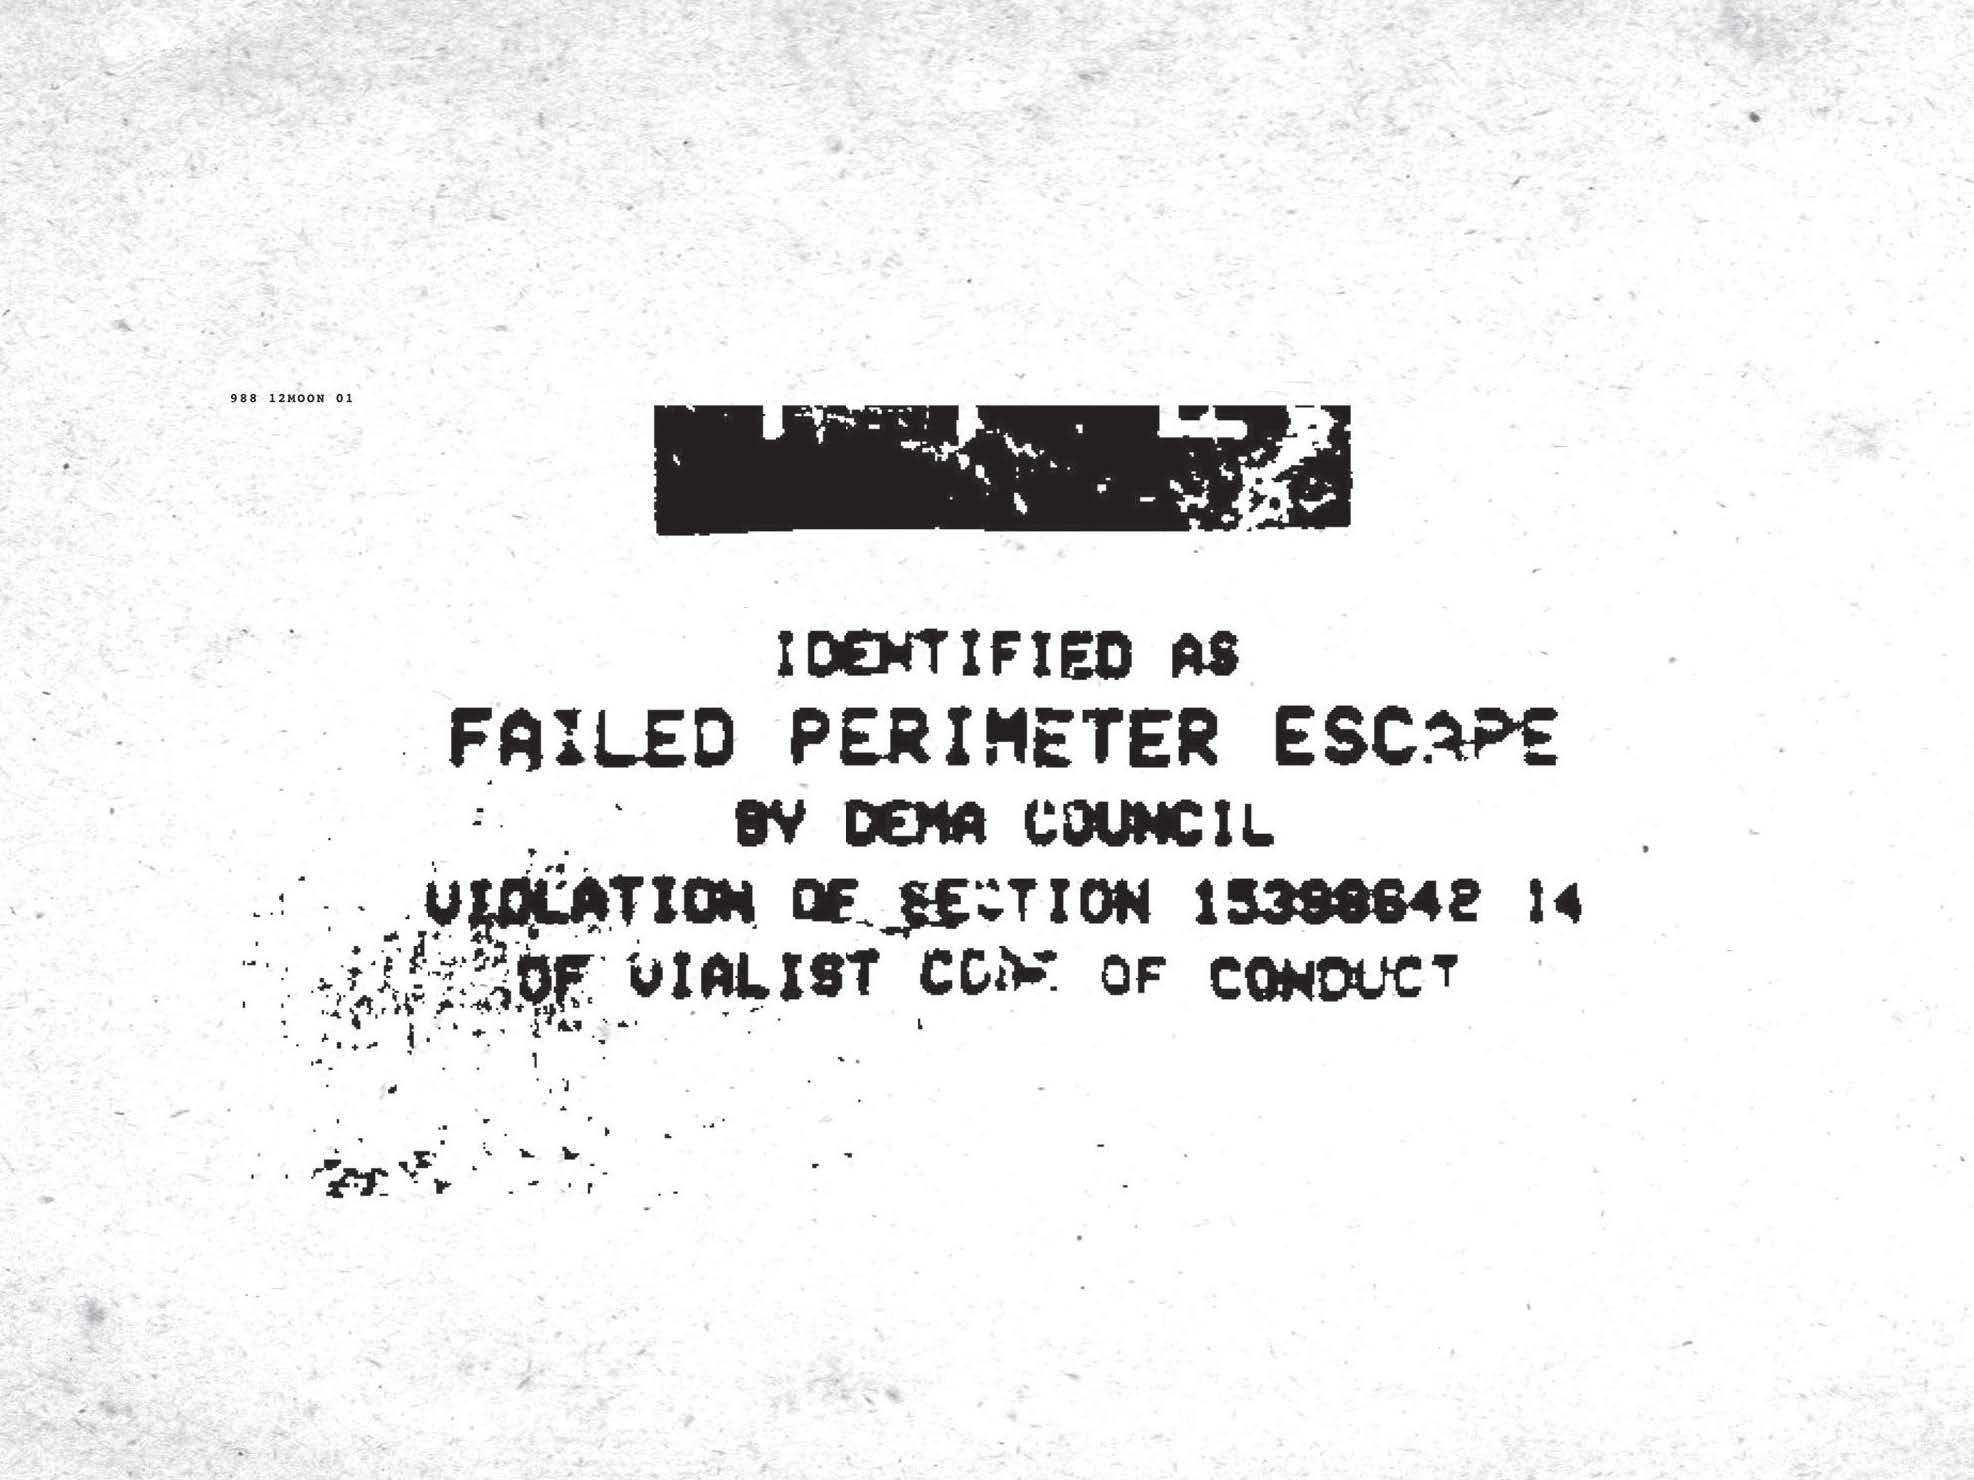 988 12MOON 01
IDENTIFIED AS
FAILED PERIMETER ESCAPE
BY DEMA COUNCIL
VIOLATION OF SECTION 15398642 14
OF VIALIST CODE OF CONDUCT